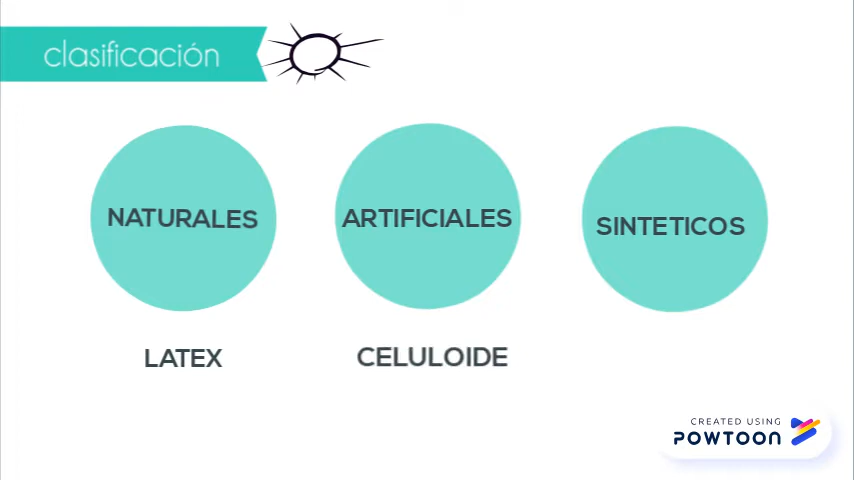 clasificación
NATURALES
ARTIFICIALES
SINTETICOS
LATEX
CELULOIDE
CREATED USING
POWTOON